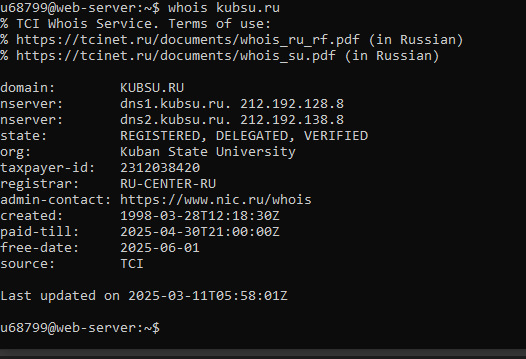 u68799@web-server:~$ whois kubsu.ru
% TCI Whois Service. Terms of use:
% https://tcinet.ru/documents/whois_ru_rf.pdf (in Russian)
% https://tcinet.ru/documents/whois_su.pdf (in Russian)

domain:        KUBSU.RU
nserver:       dns1.kubsu.ru. 212.192.128.8
nserver:       dns2.kubsu.ru. 212.192.138.8
state:         REGISTERED, DELEGATED, VERIFIED
org:           Kuban State University
taxpayer-id:   2312038420
registrar:     RU-CENTER-RU
admin-contact: https://www.nic.ru/whois
created:       1998-03-28T12:18:30Z
paid-till:     2025-04-30T21:00:00Z
free-date:     2025-06-01
source:        TCI

Last updated on 2025-03-11T05:58:01Z

u68799@web-server:~$